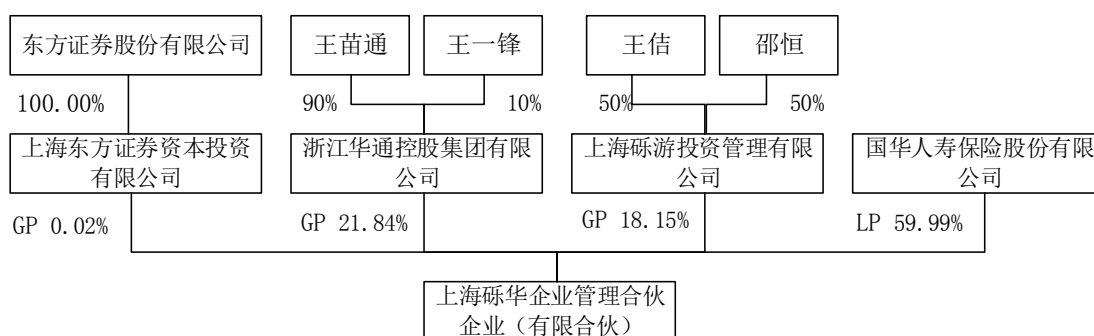 东方证券股份有限公司
王苗通
王一锋
王佶
邵恒
100.00%
90%
10%
50%
50%
上海东方证券资本投资
有限公司
浙江华通控股集团有限
公司
上海砾游投资管理有限
公司
国华人寿保险股份有限
公司
GP 0.02%
GP 21.84%
GP 18.15%
LP 59.99%
上海砾华企业管理合伙
企业（有限合伙）